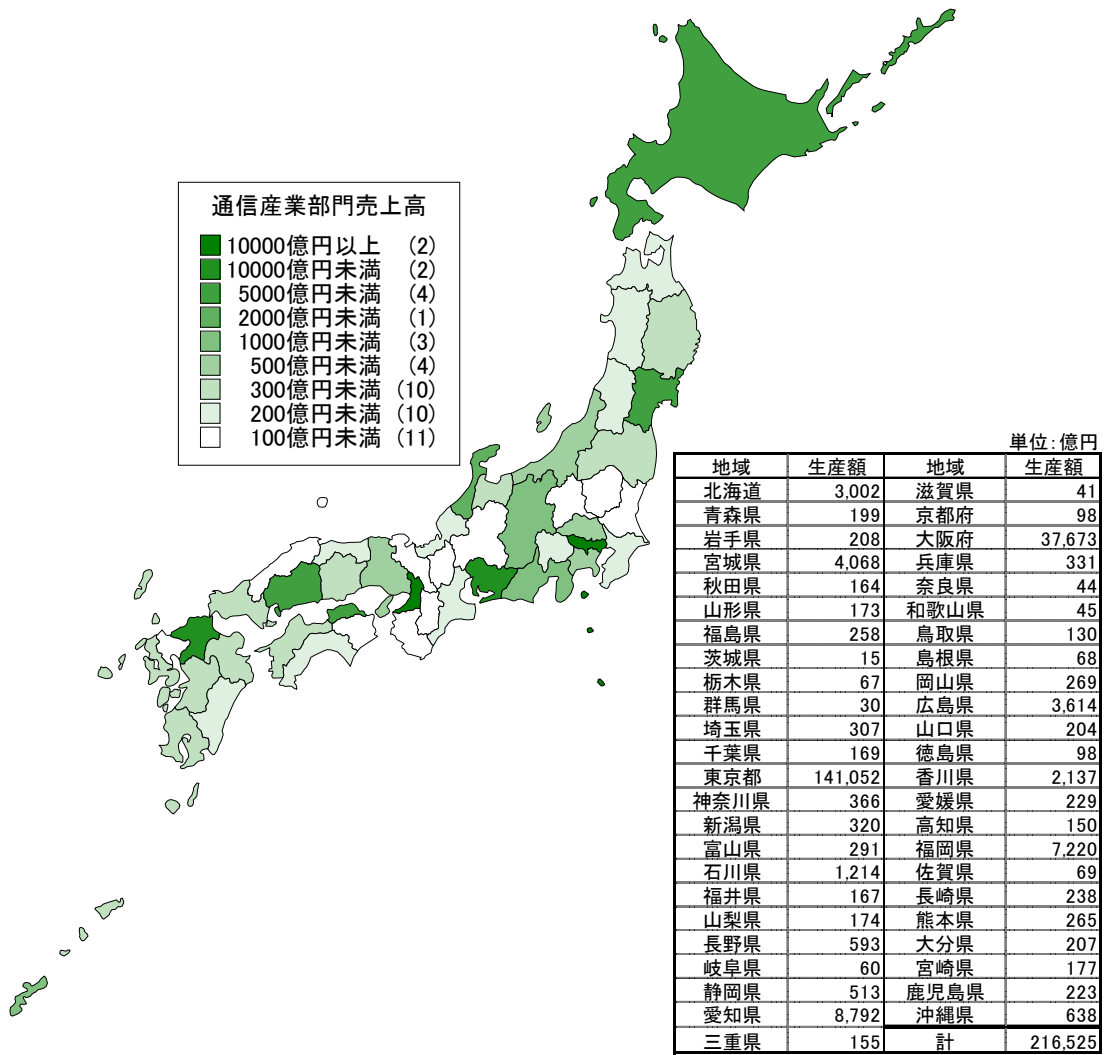 通信産業部門売上高
10000億円以上 (2)
10000億円未満 (2)
5000億円未満 (4)
2000億円未満 (1)
1000億円未満 (3)
500億円未満 (4)
300億円未満 (10)
200億円未満 (10)
100億円未満 (11)
単位:億円
地域 生産額 地域 生産額
北海道 3,002 滋賀県 41
青森県 199 京都府 98
岩手県 208 大阪府 37,673
宮城県 4,068 兵庫県 331
秋田県 164 奈良県 44
山形県 173 和歌山県 45
福島県 258 鳥取県 130
茨城県 15 島根県 68
栃木県 67 岡山県 269
群馬県 30 広島県 3,614
埼玉県 307 山口県 204
千葉県 169 徳島県 98
東京都 141,052 香川県 2,137
神奈川県 366 愛媛県 229
新潟県 320 高知県 150
富山県 291 福岡県 7,220
石川県 1,214 佐賀県 69
福井県 167 長崎県 238
山梨県 174 熊本県 265
長野県 593 大分県 207
岐阜県 60 宮崎県 177
静岡県 513 鹿児島県 223
愛知県 8,792 沖縄県 638
三重県 155 計 216,525